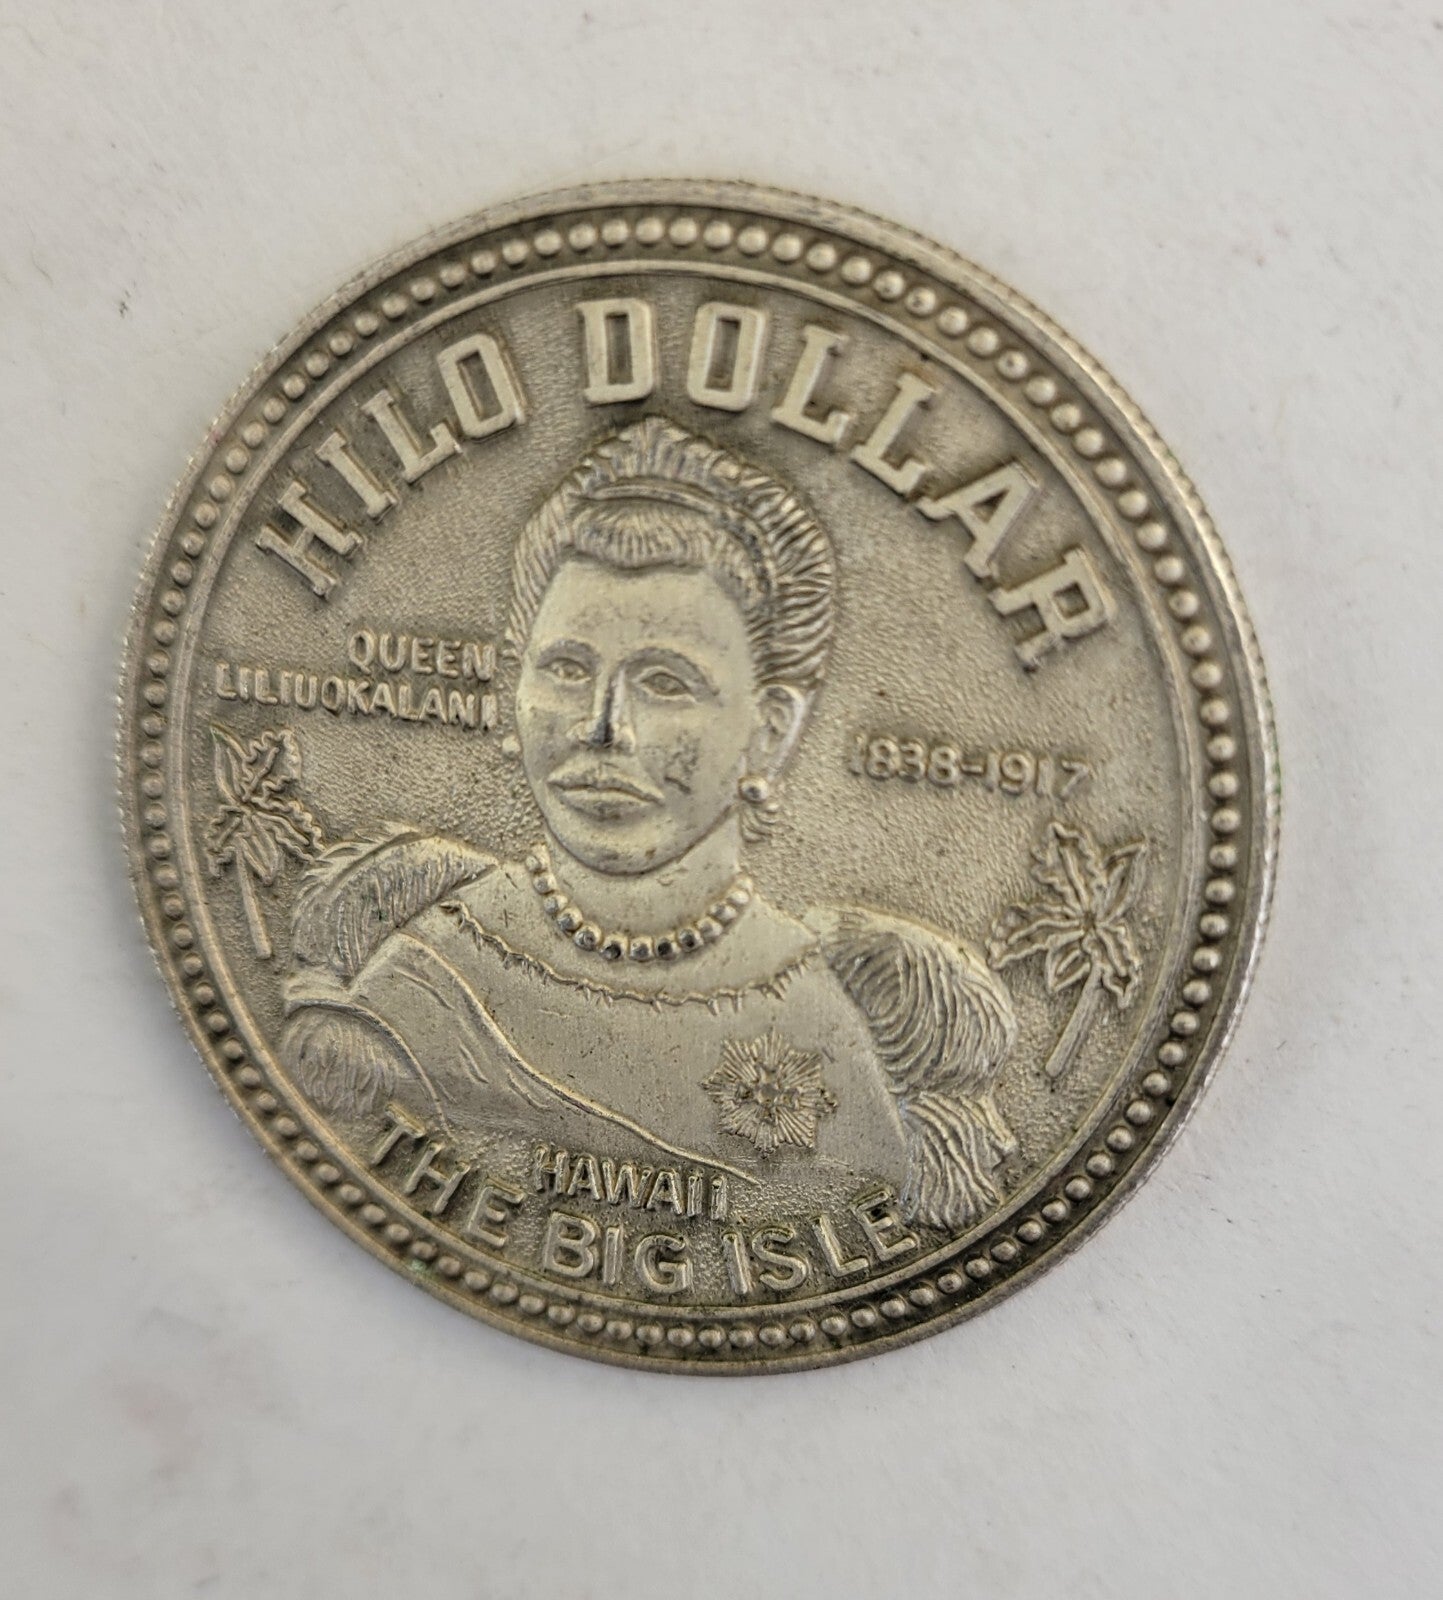 HILO DOLLAR
QUEEN
LILIUOKALANI
1838-1917
HAWAII
THE BIG ISLE